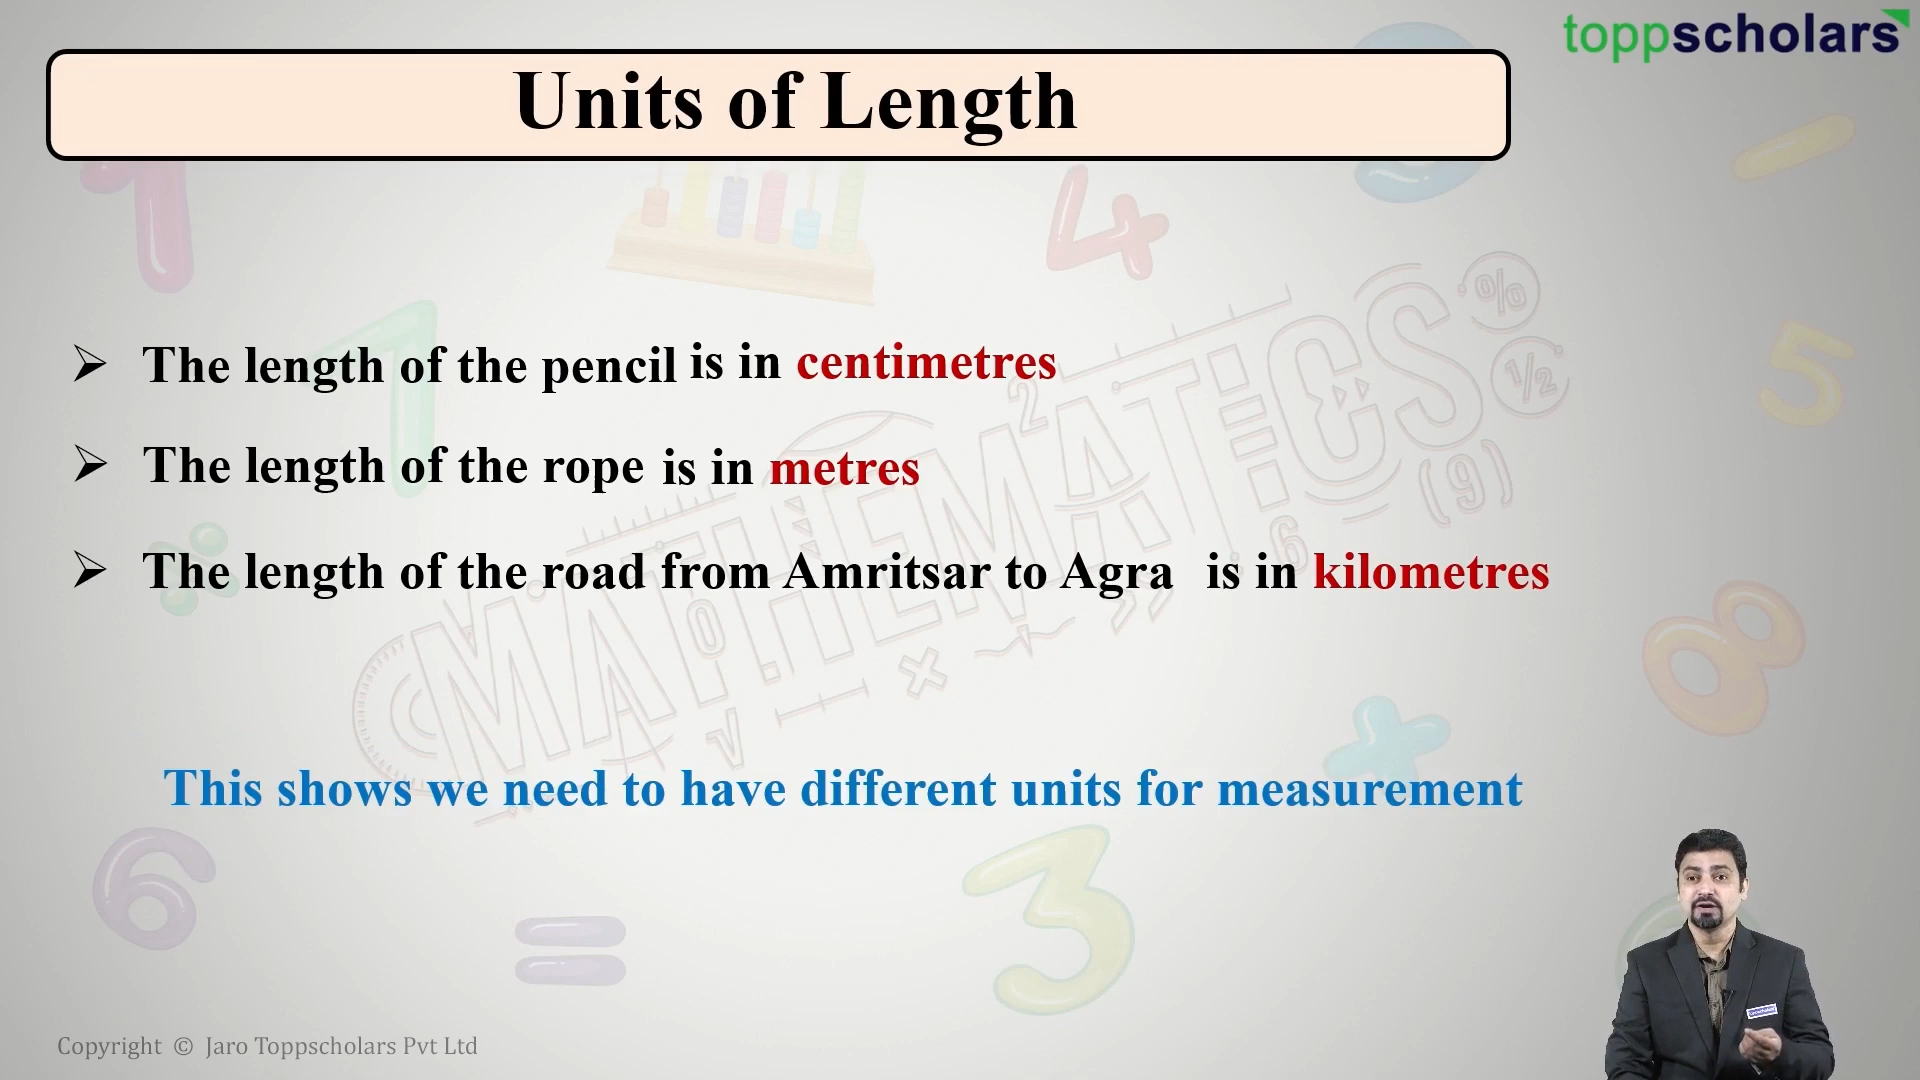 toppscholars
Units of Length
➢ The length of the pencil is in centimetres
➢ The length of the rope is in metres
➢ The length of the road from Amritsar to Agra is in kilometres
MATHEMATICS
This shows we need to have different units for measurement
Copyright © Jaro Toppscholars Pvt Ltd